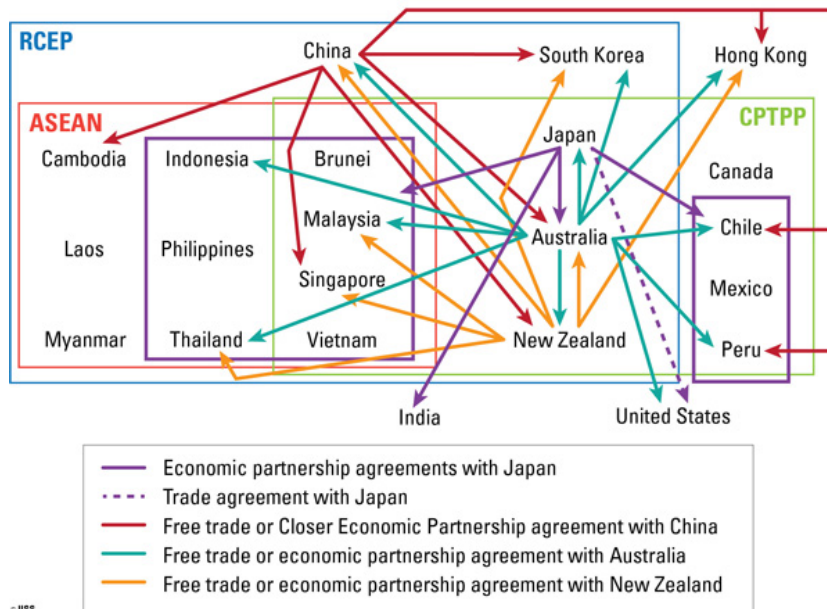 RCEP
China
South Korea
Hong Kong
ASEAN
CPTPP
Japan
Cambodia
Indonesia
Brunei
Canada
Malaysia
Australia
Chile
Laos
Philippines
Singapore
Mexico
Myanmar
Thailand
Vietnam
New Zealand
Peru
India
United States
Economic partnership agreements with Japan
Trade agreement with Japan
Free trade or Closer Economic Partnership agreement with China
Free trade or economic partnership agreement with Australia
Free trade or economic partnership agreement with New Zealand